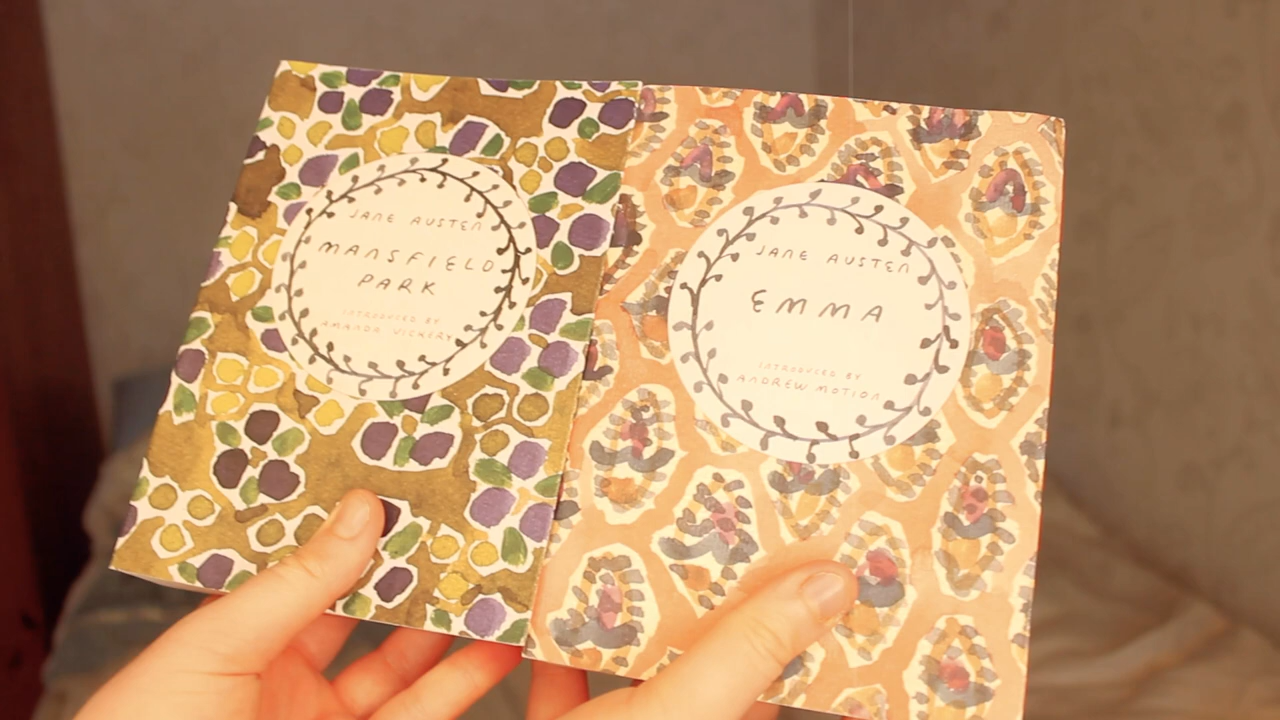 JANE AUSTEN
MANSFIELD
PARK
INTRODUCED BY
AMANDA VICKERY
JANE AUSTEN
EMMA
INTRODUCED BY
ANDREW MOTION